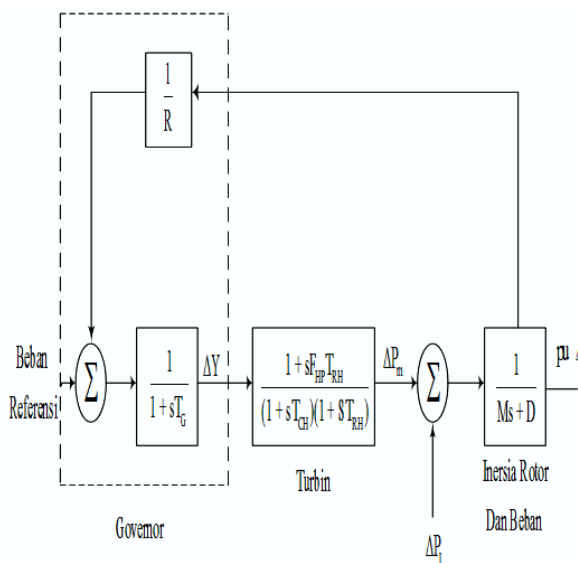 1
R
Beban
Referensi
Σ
1
1 + sT_G
ΔY
1 + sF_HP T_RH
(1 + sT_CH)(1 + ST_RH)
ΔP_m
Σ
1
Ms + D
pu
Turbin
Inersia Rotor
Dan Beban
Governor
ΔP_L